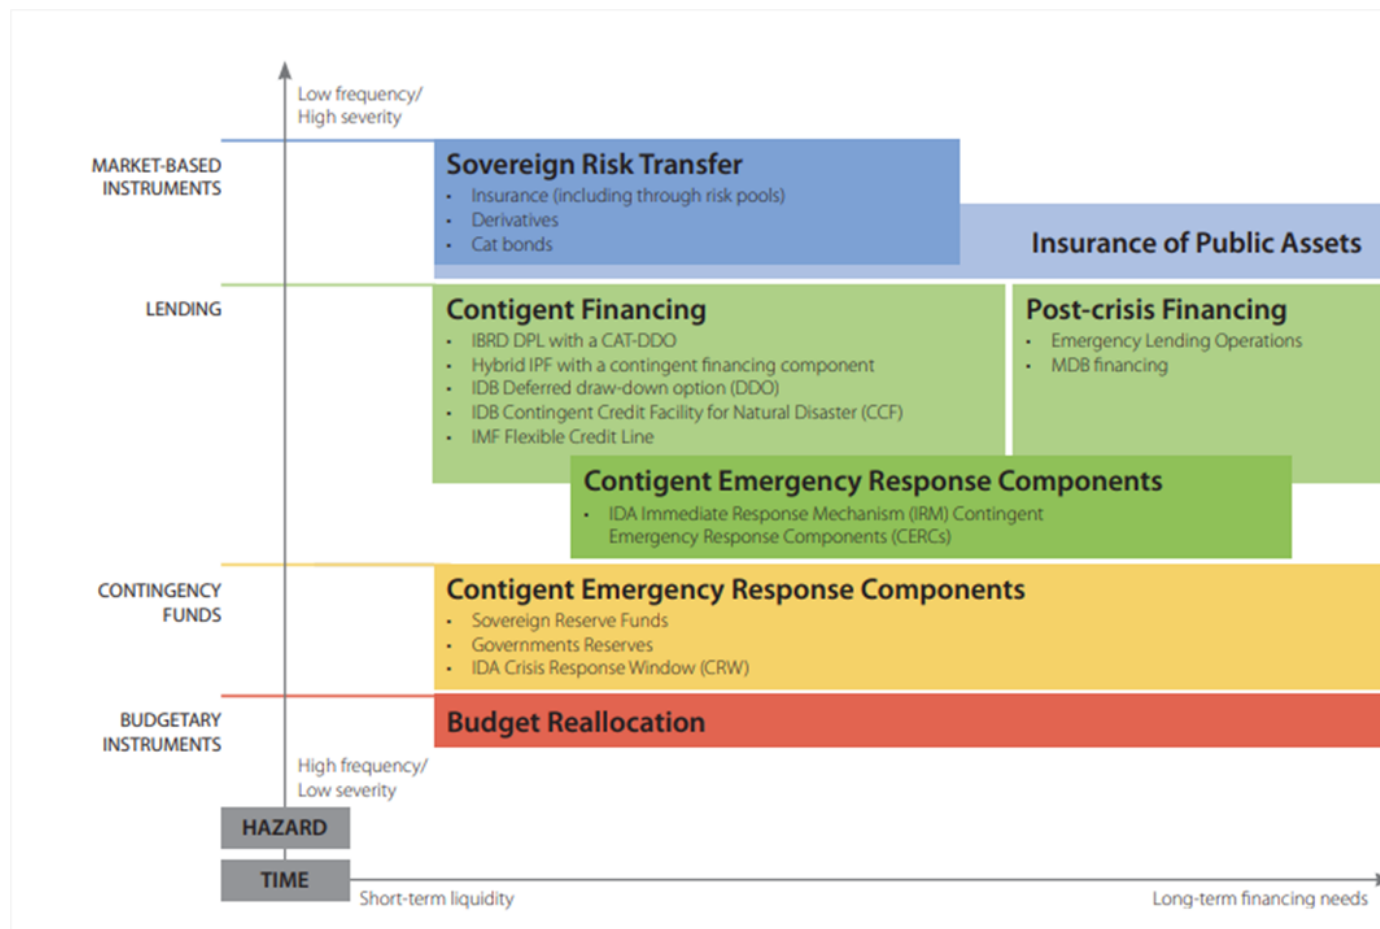 Low frequency/
High severity
MARKET-BASED
INSTRUMENTS
Sovereign Risk Transfer
• Insurance (including through risk pools)
• Derivatives
• Cat bonds
Insurance of Public Assets
LENDING
Contigent Financing
• IBRD DPL with a CAT-DDO
• Hybrid IPF with a contingent financing component
• IDB Deferred draw-down option (DDO)
• IDB Contingent Credit Facility for Natural Disaster (CCF)
• IMF Flexible Credit Line
Post-crisis Financing
• Emergency Lending Operations
• MDB financing
Contigent Emergency Response Components
• IDA Immediate Response Mechanism (IRM) Contingent
Emergency Response Components (CERCs)
CONTINGENCY
FUNDS
Contigent Emergency Response Components
• Sovereign Reserve Funds
• Governments Reserves
• IDA Crisis Response Window (CRW)
BUDGETARY
INSTRUMENTS
Budget Reallocation
High frequency/
Low severity
HAZARD
TIME
Short-term liquidity
Long-term financing needs